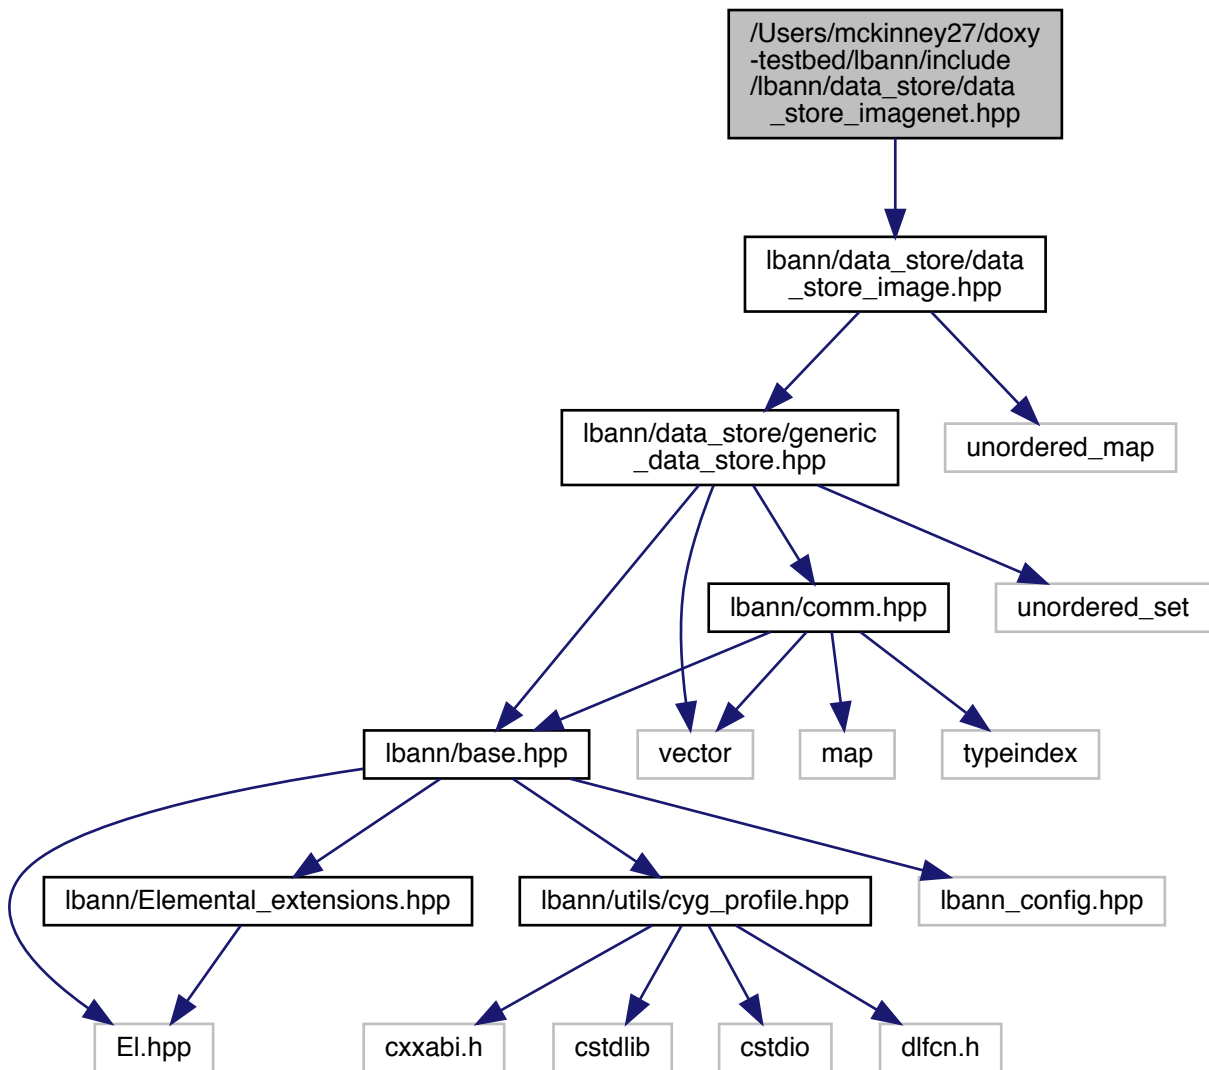 /Users/mckinney27/doxy
-testbed/lbann/include
/lbann/data_store/data
_store_imagenet.hpp
lbann/data_store/data
_store_image.hpp
lbann/data_store/generic
_data_store.hpp
unordered_map
lbann/comm.hpp
unordered_set
lbann/base.hpp
vector
map
typeindex
lbann/Elemental_extensions.hpp
lbann/utils/cyg_profile.hpp
lbann_config.hpp
El.hpp
cxxabi.h
cstdlib
cstdio
dlfcn.h